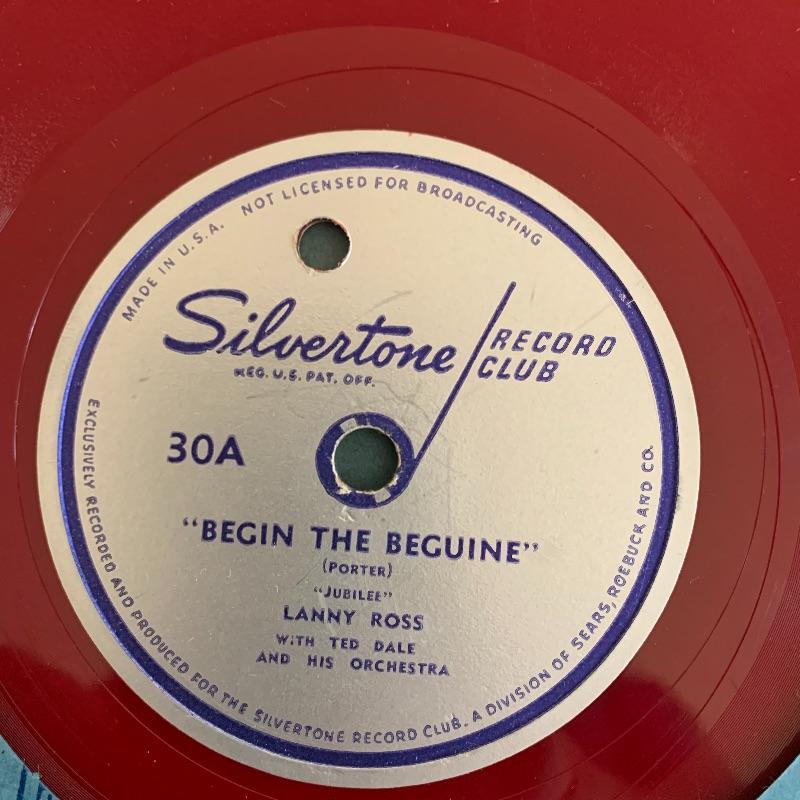 MADE IN U.S.A. NOT LICENSED FOR BROADCASTING
Silvertone
RECORD
CLUB
REG. U.S. PAT. OFF.
30A
“BEGIN THE BEGUINE”
(PORTER)
“JUBILEE”
LANNY ROSS
WITH TED DALE
AND HIS ORCHESTRA
EXCLUSIVELY RECORDED AND PRODUCED FOR THE SILVERTONE RECORD CLUB. A DIVISION OF SEARS, ROEBUCK AND CO.